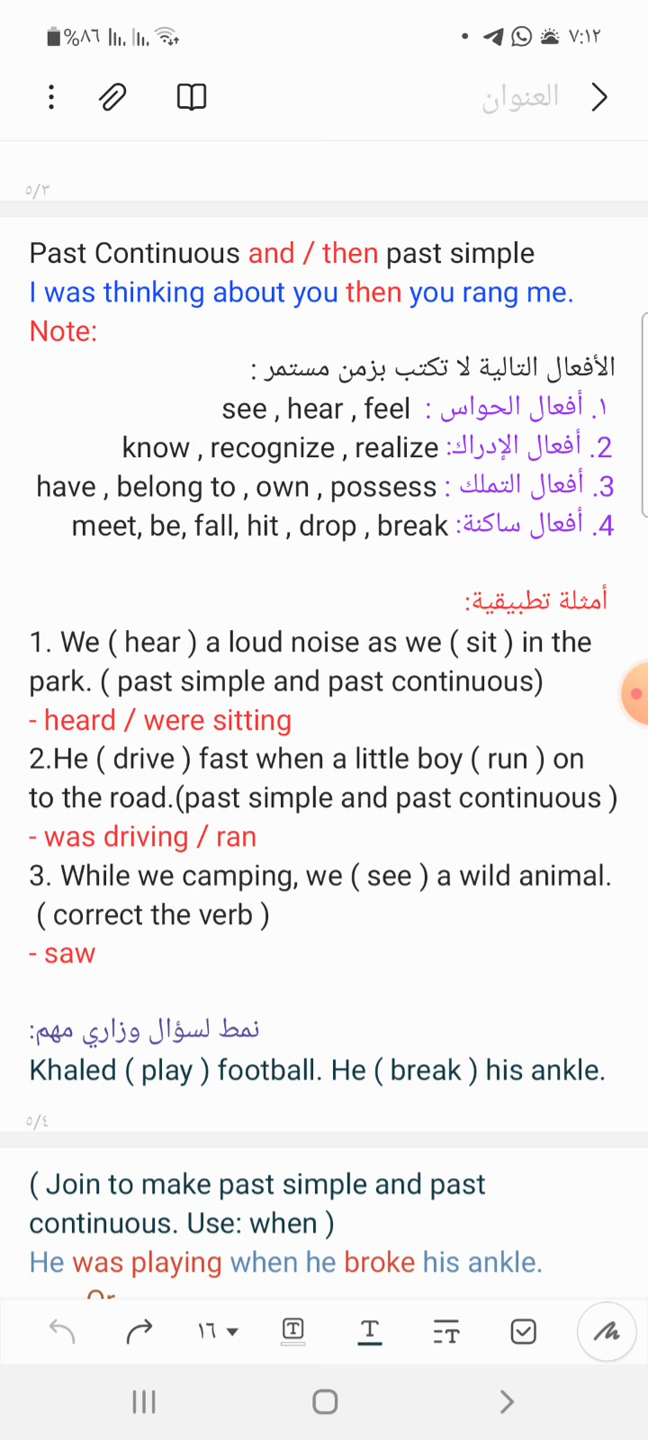 %٨٦
٧:١٢
العنوان
٥/٣
Past Continuous and / then past simple
I was thinking about you then you rang me.
Note:
الأفعال التالية لا تكتب بزمن مستمر :
١. أفعال الحواس : see , hear , feel
2. أفعال الإدراك: know , recognize , realize
3. أفعال التملك : have , belong to , own , possess
4. أفعال ساكنة: meet, be, fall, hit , drop , break
أمثلة تطبيقية:
1. We ( hear ) a loud noise as we ( sit ) in the
park. ( past simple and past continuous)
- heard / were sitting
2.He ( drive ) fast when a little boy ( run ) on
to the road.(past simple and past continuous )
- was driving / ran
3. While we camping, we ( see ) a wild animal.
( correct the verb )
- saw
نمط لسؤال وزاري مهم:
Khaled ( play ) football. He ( break ) his ankle.
٥/٤
( Join to make past simple and past
continuous. Use: when )
He was playing when he broke his ankle.
Or
١٦